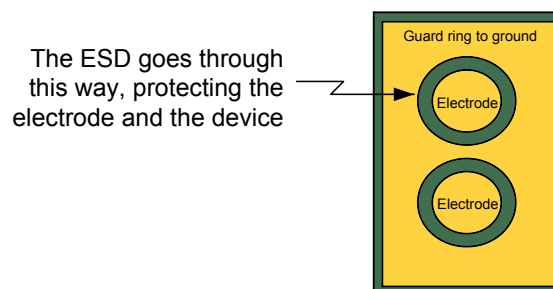 The ESD goes through
this way, protecting the
electrode and the device
Guard ring to ground
Electrode
Electrode